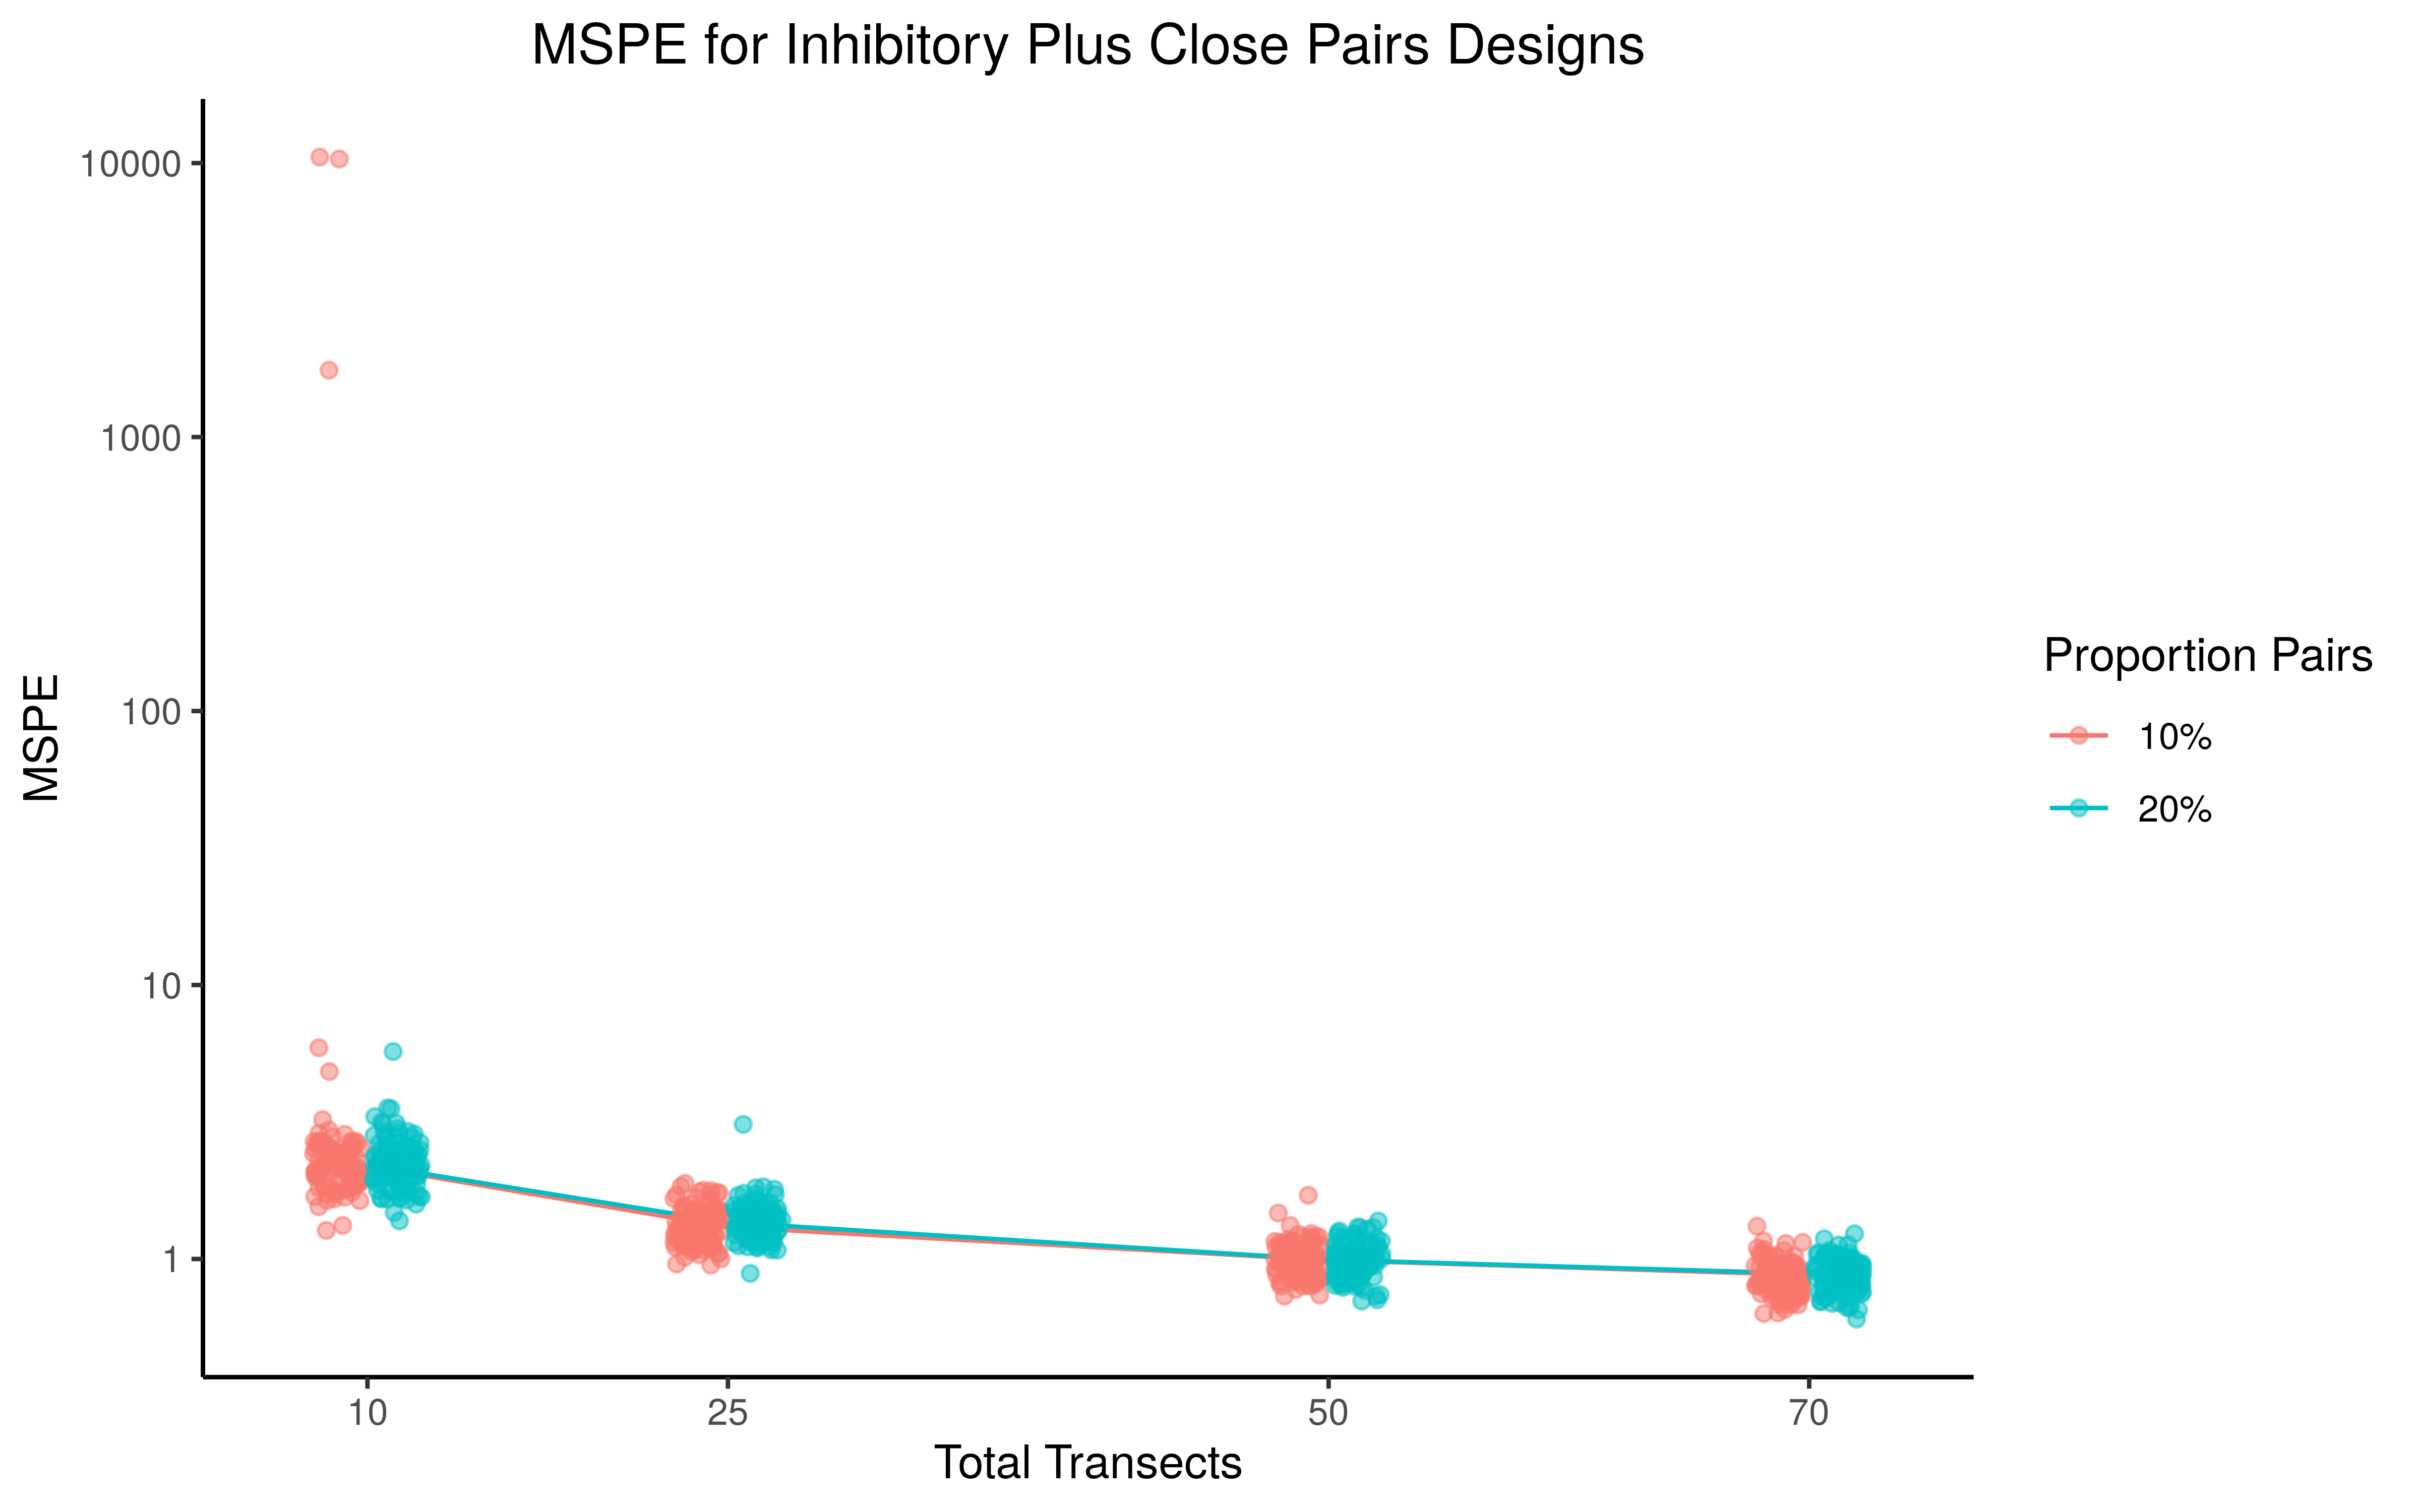 MSPE for Inhibitory Plus Close Pairs Designs
10000
1000
100
10
1
MSPE
10
25
50
70
Total Transects
Proportion Pairs
10%
20%